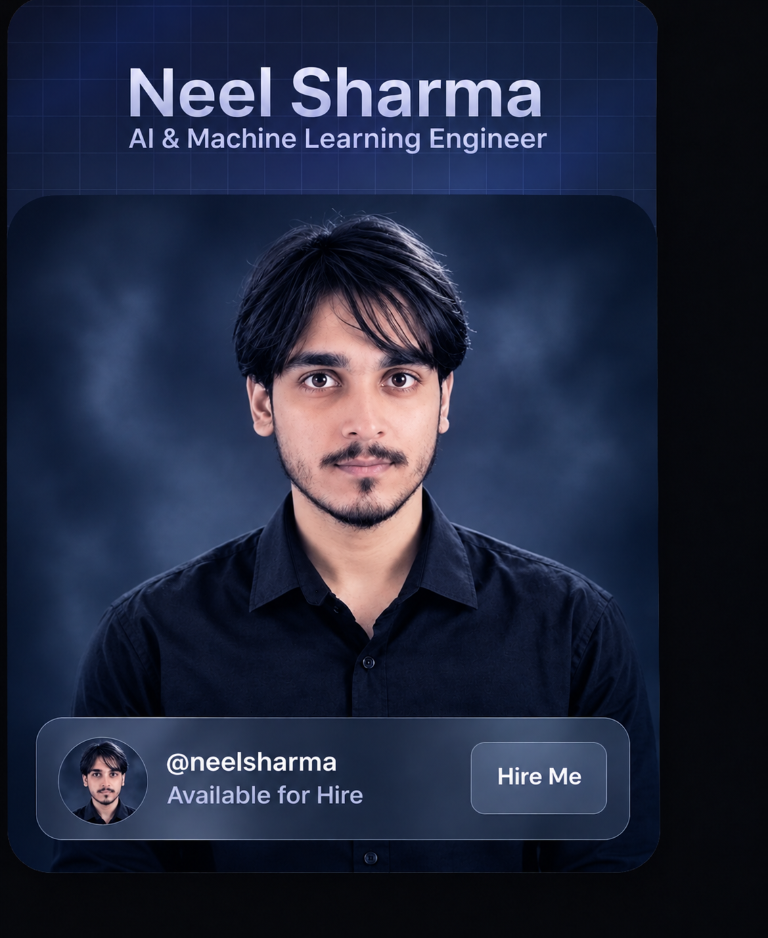 Neel Sharma
AI & Machine Learning Engineer
@neelsharma
Available for Hire
Hire Me